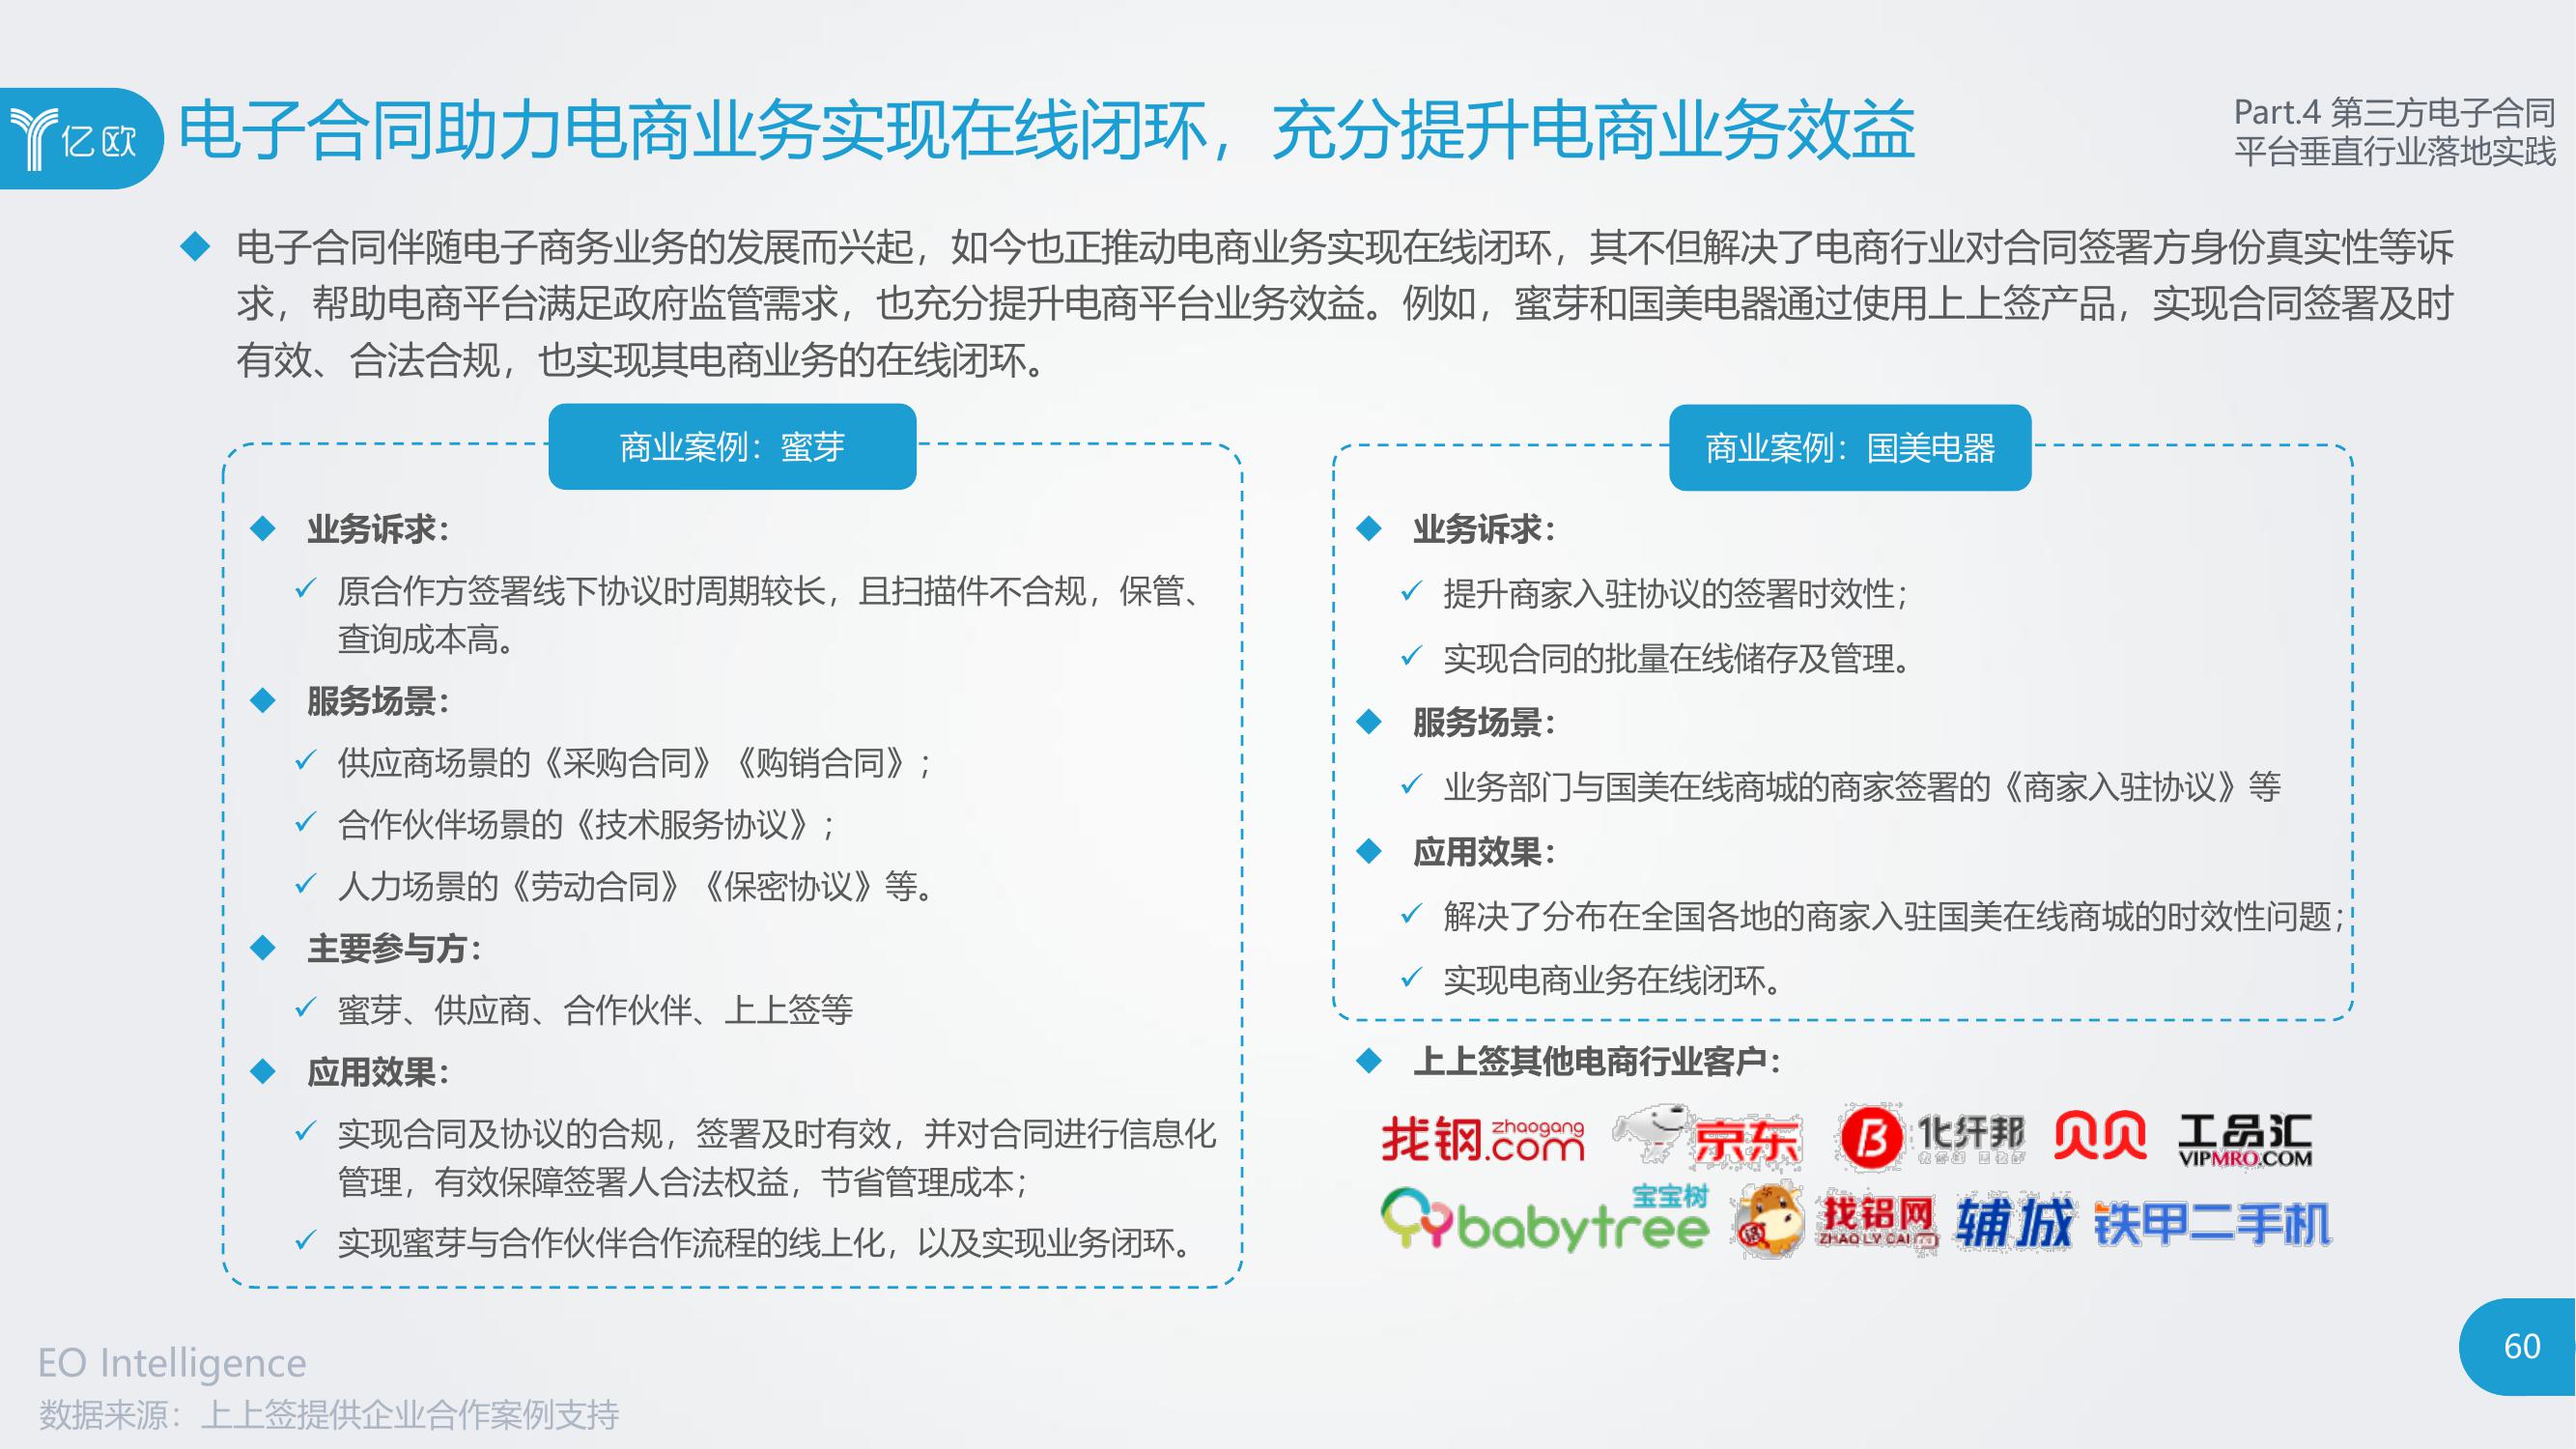 亿欧
电子合同助力电商业务实现在线闭环，充分提升电商业务效益
Part.4 第三方电子合同
平台垂直行业落地实践
电子合同伴随电子商务业务的发展而兴起，如今也正推动电商业务实现在线闭环，其不但解决了电商行业对合同签署方身份真实性等诉
求，帮助电商平台满足政府监管需求，也充分提升电商平台业务效益。例如，蜜芽和国美电器通过使用上上签产品，实现合同签署及时
有效、合法合规，也实现其电商业务的在线闭环。
商业案例：蜜芽
业务诉求：
原合作方签署线下协议时周期较长，且扫描件不合规，保管、
查询成本高。
服务场景：
供应商场景的《采购合同》《购销合同》；
合作伙伴场景的《技术服务协议》；
人力场景的《劳动合同》《保密协议》等。
主要参与方：
蜜芽、供应商、合作伙伴、上上签等
应用效果：
实现合同及协议的合规，签署及时有效，并对合同进行信息化
管理，有效保障签署人合法权益，节省管理成本；
实现蜜芽与合作伙伴合作流程的线上化，以及实现业务闭环。
商业案例：国美电器
业务诉求：
提升商家入驻协议的签署时效性；
实现合同的批量在线储存及管理。
服务场景：
业务部门与国美在线商城的商家签署的《商家入驻协议》等
应用效果：
解决了分布在全国各地的商家入驻国美在线商城的时效性问题；
实现电商业务在线闭环。
上上签其他电商行业客户：
找钢 zhaogang .com
京东
化纤邦
贝贝
工品汇
VIPMRO.COM
宝宝树
babytree
找铝网
ZHAO LV
辅城
铁甲二手机
EO Intelligence
数据来源：上上签提供企业合作案例支持
60